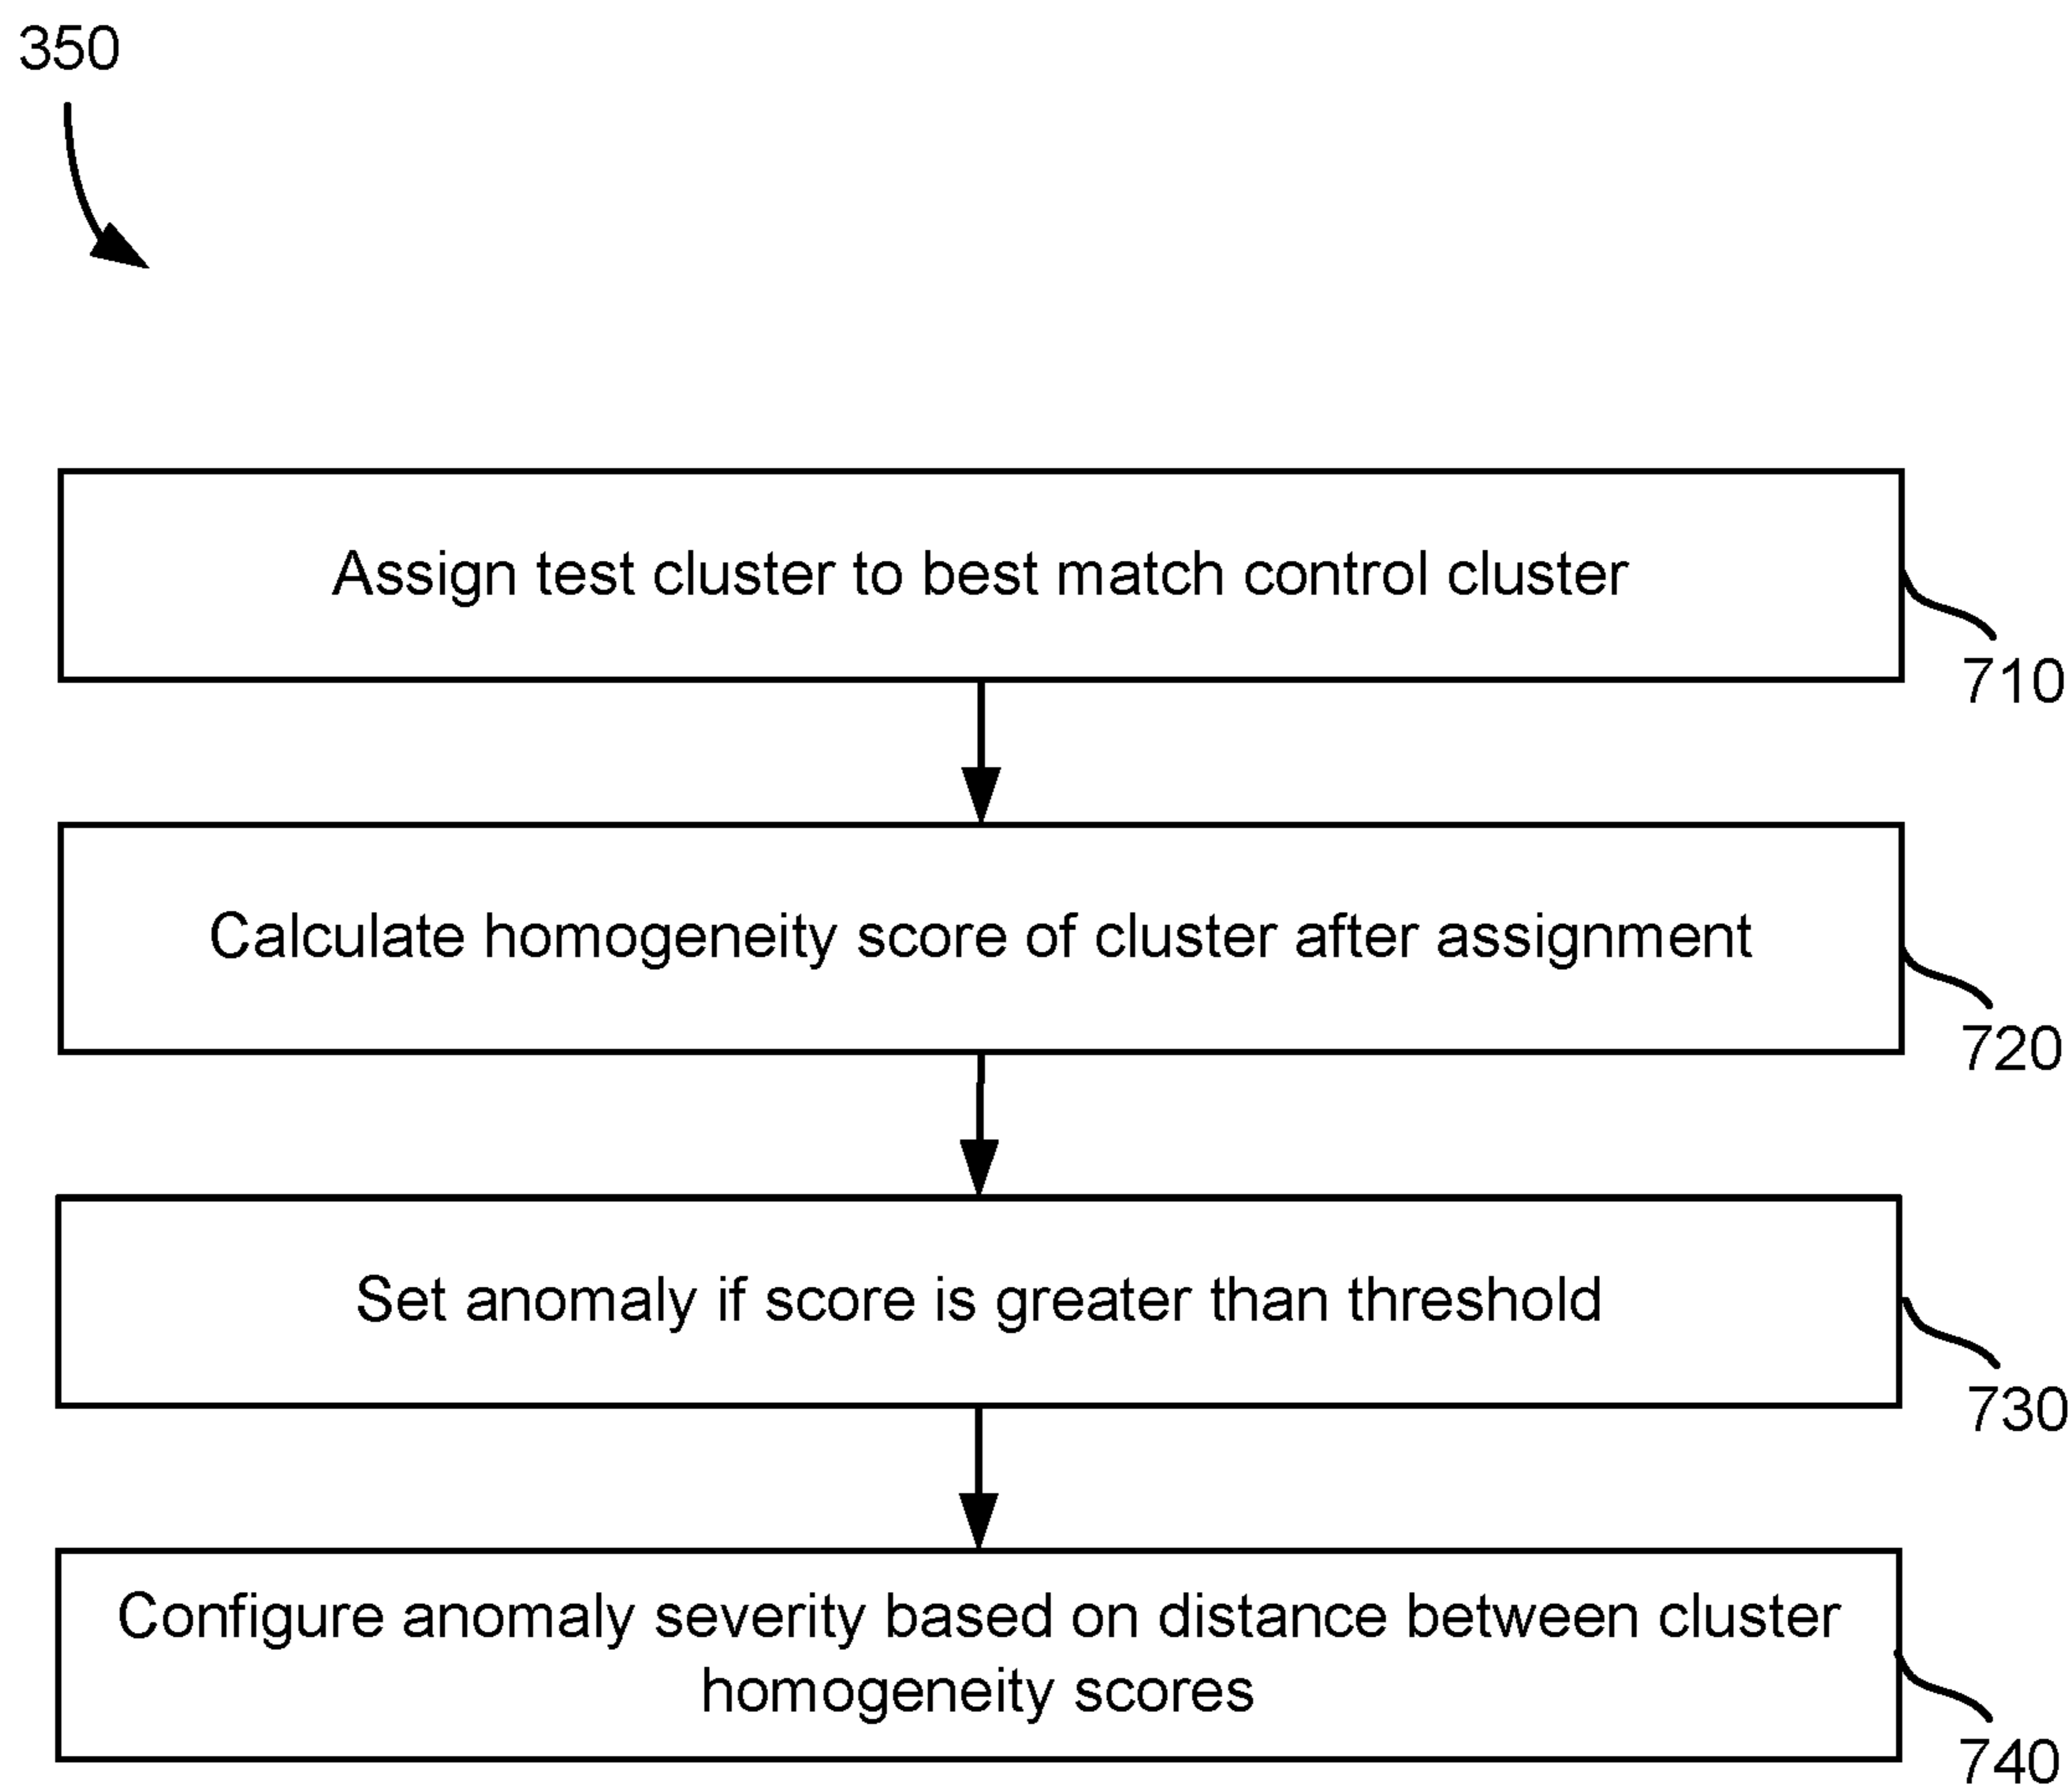 350
Assign test cluster to best match control cluster
710
Calculate homogeneity score of cluster after assignment
720
Set anomaly if score is greater than threshold
730
Configure anomaly severity based on distance between cluster
homogeneity scores
740